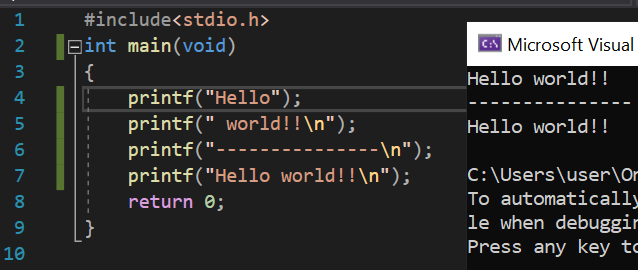 1 #include<stdio.h>
2 int main(void)
3 {
4 printf("Hello");
5 printf(" world!!\n");
6 printf("---------------\n");
7 printf("Hello world!!\n");
8 return 0;
9 }
10
C:\ Microsoft Visual
Hello world!!
---------------
Hello world!!
C:\Users\user\On
To automatically
le when debuggin
Press any key to